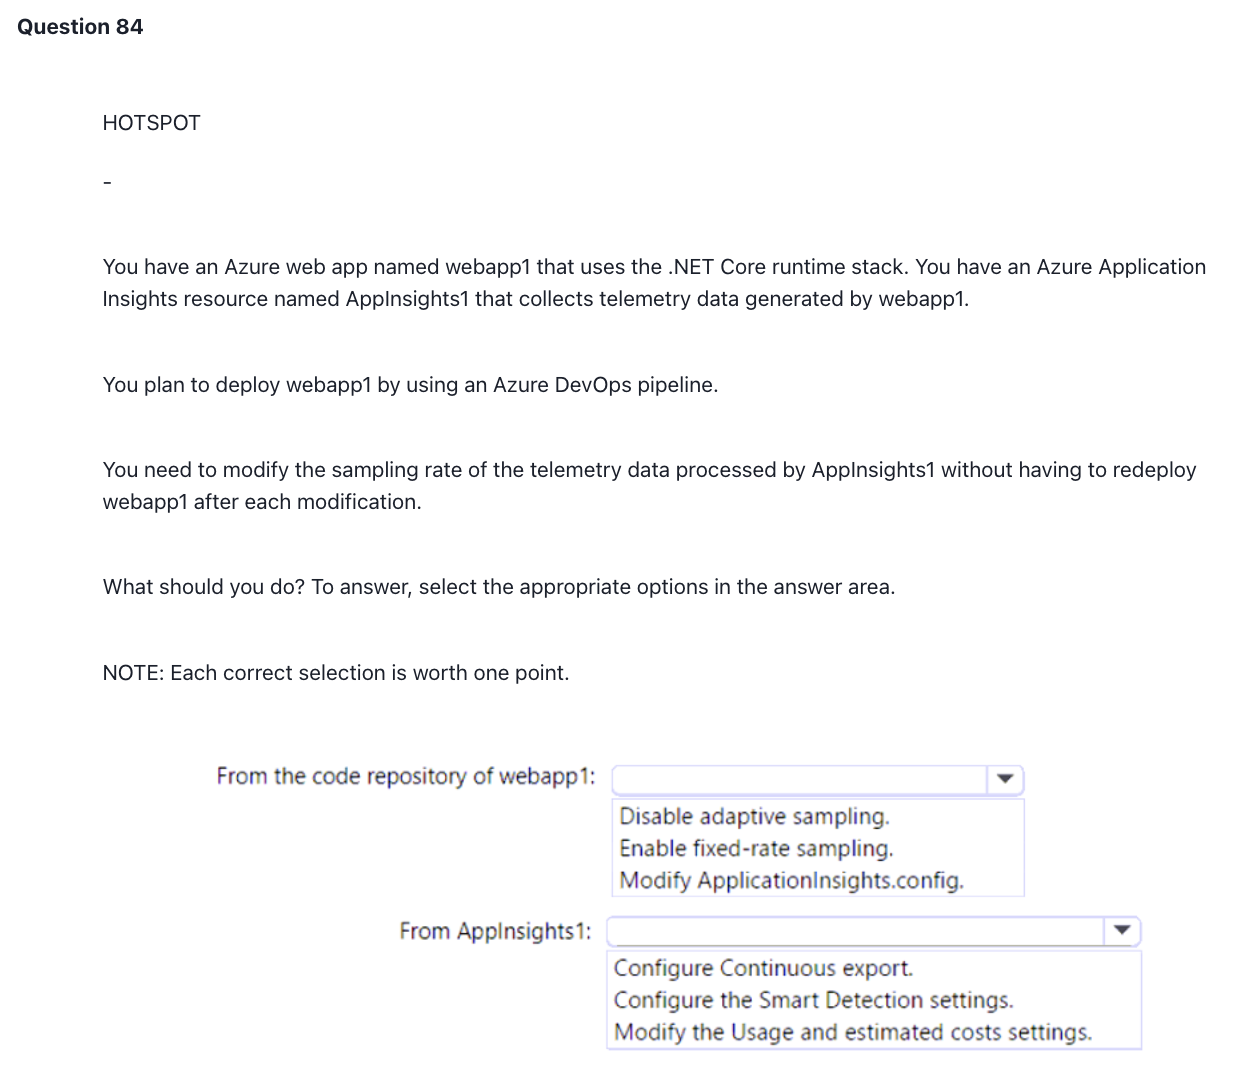 Question 84
HOTSPOT
-
You have an Azure web app named webapp1 that uses the .NET Core runtime stack. You have an Azure Application
Insights resource named AppInsights1 that collects telemetry data generated by webapp1.
You plan to deploy webapp1 by using an Azure DevOps pipeline.
You need to modify the sampling rate of the telemetry data processed by AppInsights1 without having to redeploy
webapp1 after each modification.
What should you do? To answer, select the appropriate options in the answer area.
NOTE: Each correct selection is worth one point.
From the code repository of webapp1:
Disable adaptive sampling.
Enable fixed-rate sampling.
Modify ApplicationInsights.config.
From AppInsights1:
Configure Continuous export.
Configure the Smart Detection settings.
Modify the Usage and estimated costs settings.